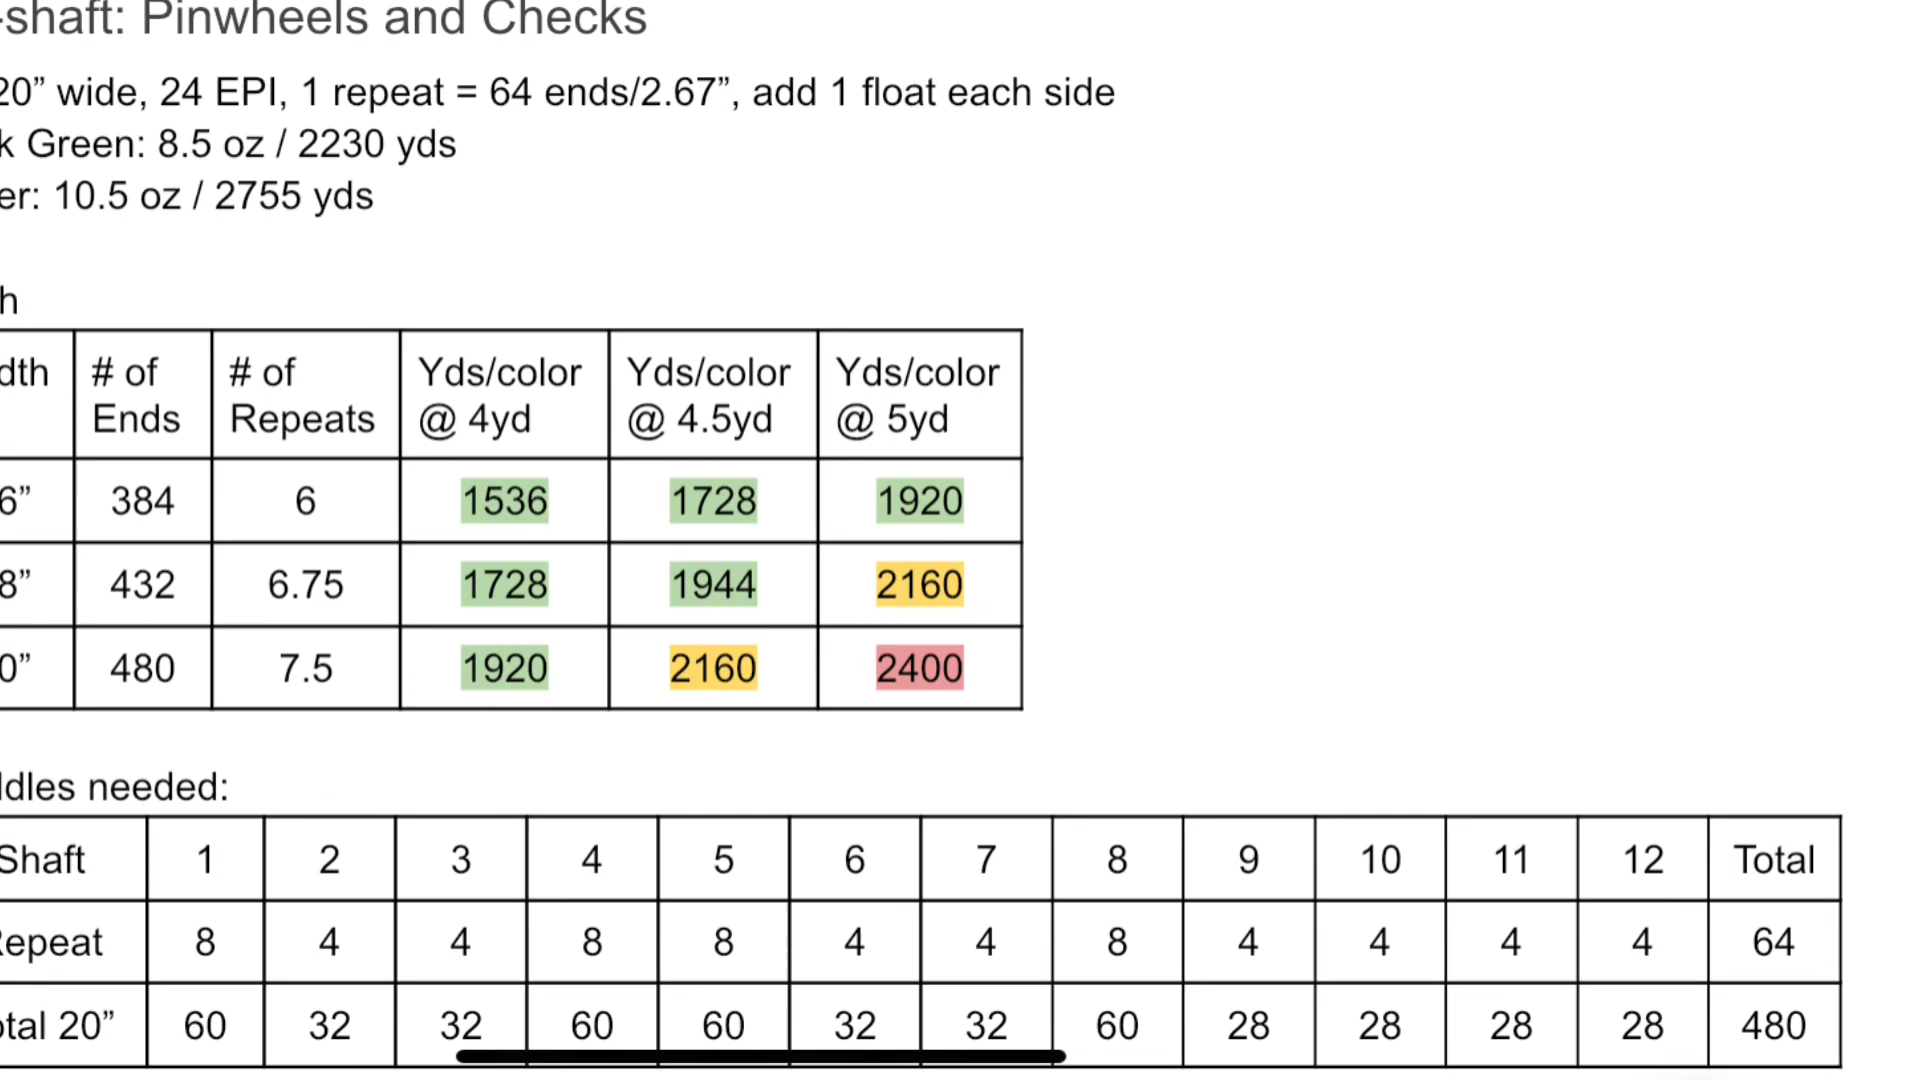 -shaft: Pinwheels and Checks
20” wide, 24 EPI, 1 repeat = 64 ends/2.67”, add 1 float each side
k Green: 8.5 oz / 2230 yds
er: 10.5 oz / 2755 yds
h
dth # of Ends # of Repeats Yds/color @ 4yd Yds/color @ 4.5yd Yds/color @ 5yd
6” 384 6 1536 1728 1920
8” 432 6.75 1728 1944 2160
0” 480 7.5 1920 2160 2400
ddles needed:
Shaft 1 2 3 4 5 6 7 8 9 10 11 12 Total
Repeat 8 4 4 8 8 4 4 8 4 4 4 4 64
otal 20” 60 32 32 60 60 32 32 60 28 28 28 28 480